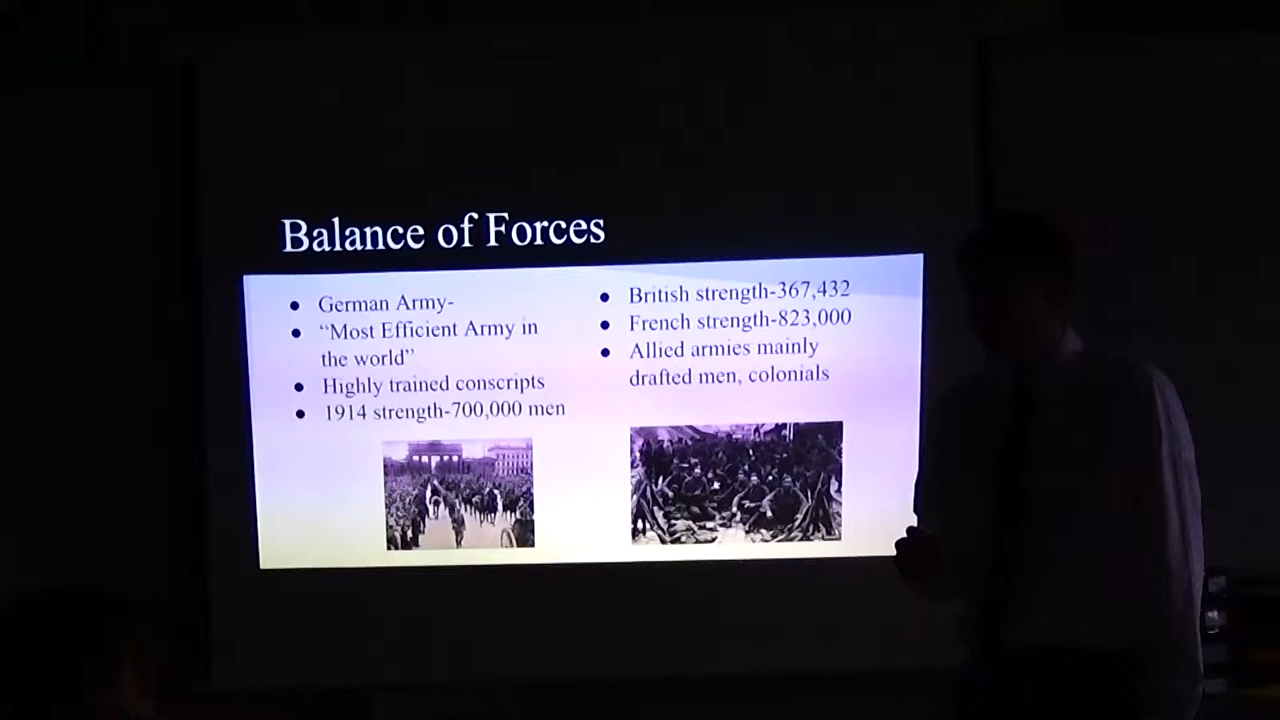 Balance of Forces
● German Army-
● “Most Efficient Army in
the world”
● Highly trained conscripts
● 1914 strength-700,000 men
● British strength-367,432
● French strength-823,000
● Allied armies mainly
drafted men, colonials